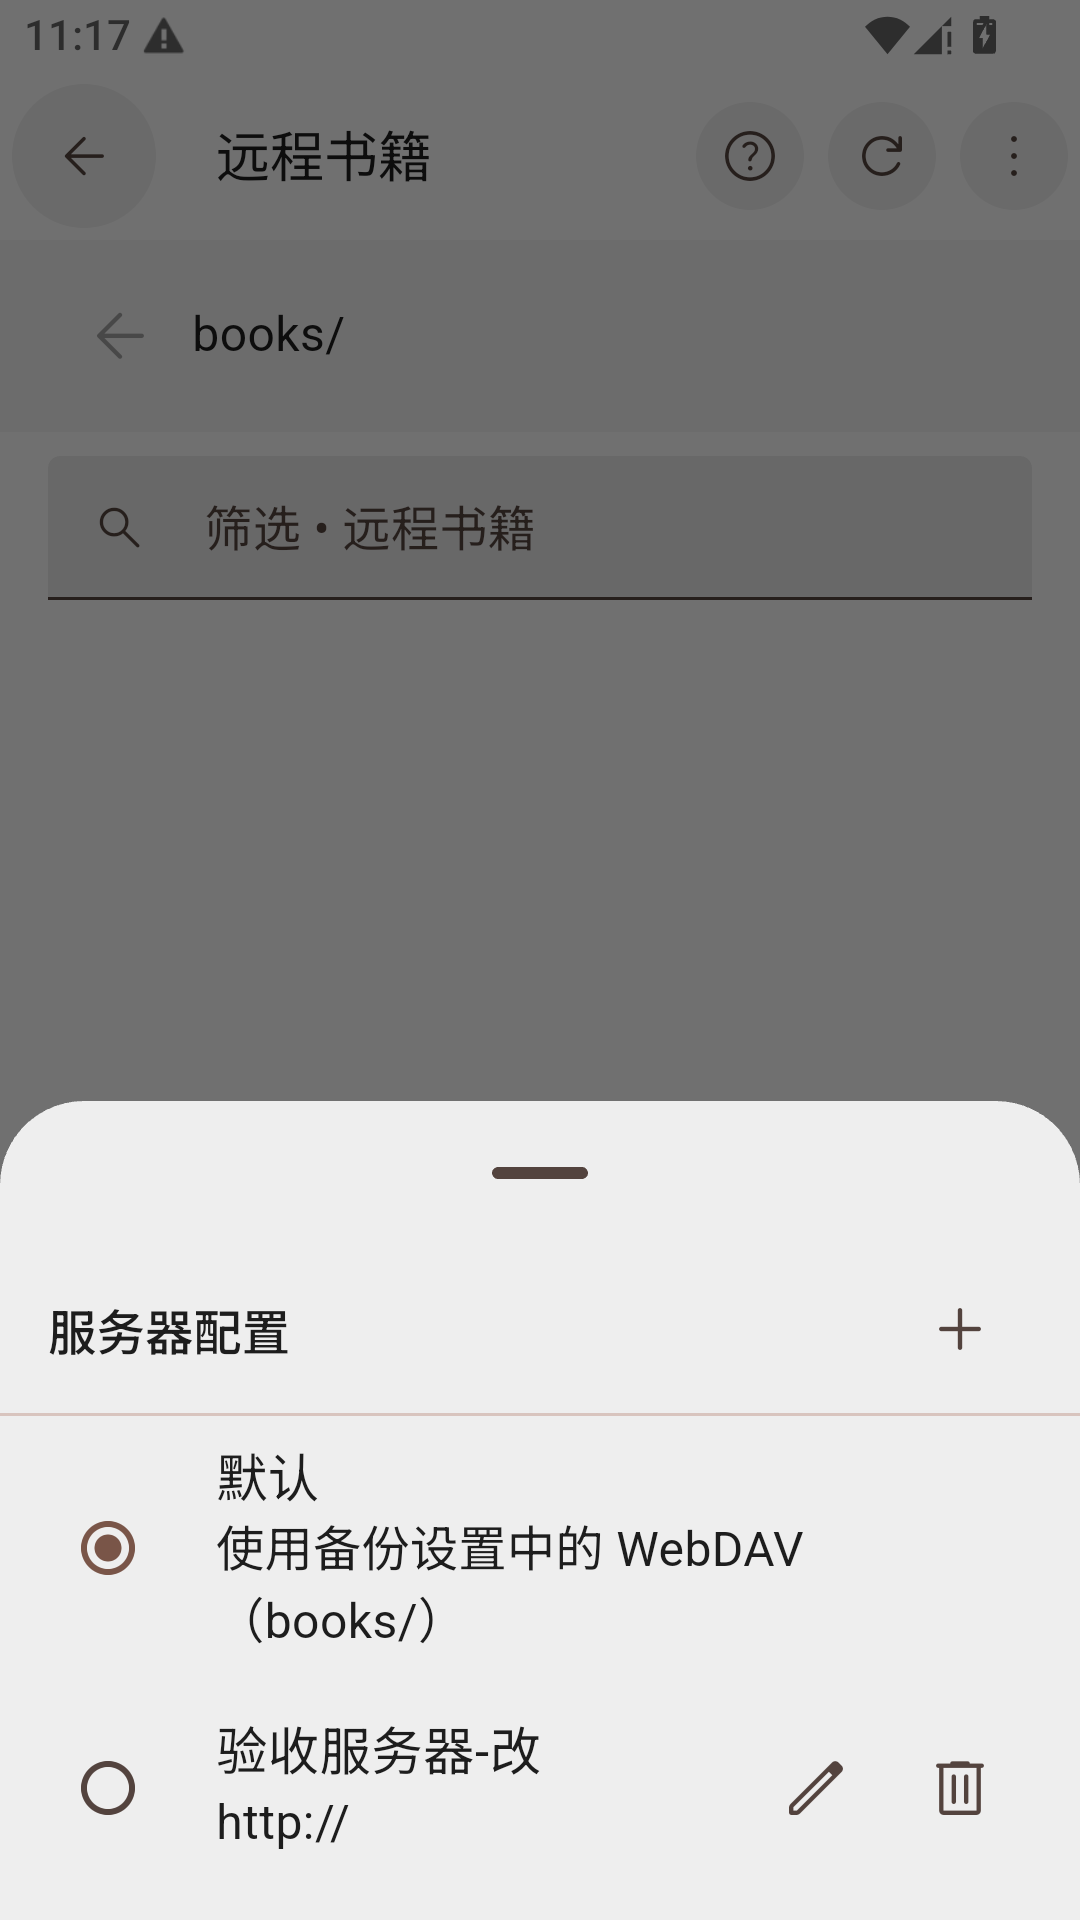 11:17
远程书籍
books/
筛选 • 远程书籍
服务器配置
默认
使用备份设置中的 WebDAV
（books/）
验收服务器-改
http://